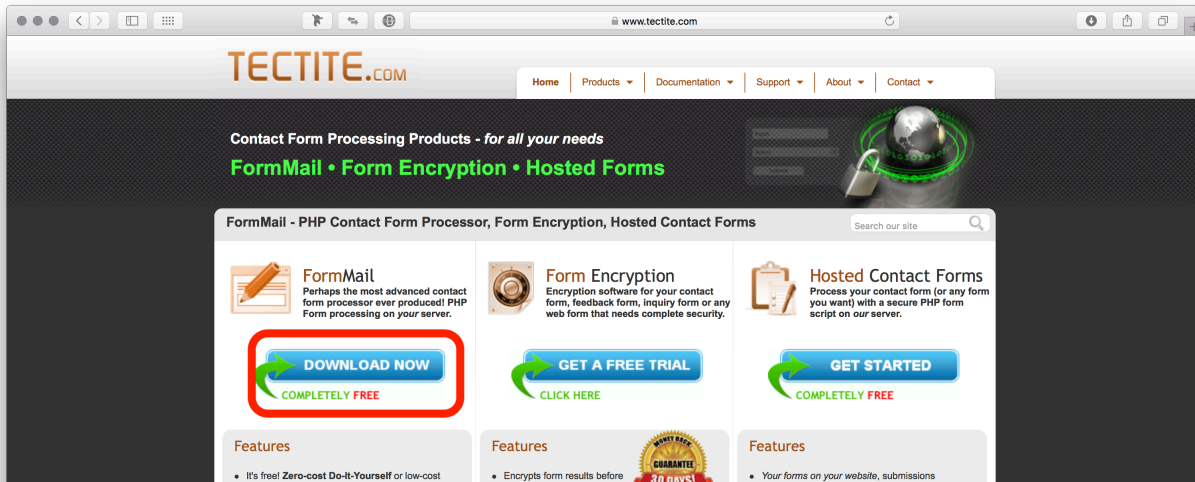 www.tectite.com
TECTITE.COM
Home Products Documentation Support About Contact
Contact Form Processing Products - for all your needs
FormMail • Form Encryption • Hosted Forms
FormMail - PHP Contact Form Processor, Form Encryption, Hosted Contact Forms
Search our site
FormMail
Perhaps the most advanced contact
form processor ever produced! PHP
Form processing on your server.
DOWNLOAD NOW
COMPLETELY FREE
Form Encryption
Encryption software for your contact
form, feedback form, inquiry form or any
web form that needs complete security.
GET A FREE TRIAL
CLICK HERE
Hosted Contact Forms
Process your contact form (or any form
you want) with a secure PHP form
script on our server.
GET STARTED
COMPLETELY FREE
Features
• It's free! Zero-cost Do-It-Yourself or low-cost
Features
• Encrypts form results before
MONEY BACK
GUARANTEE
30 DAYS!
Features
• Your forms on your website, submissions